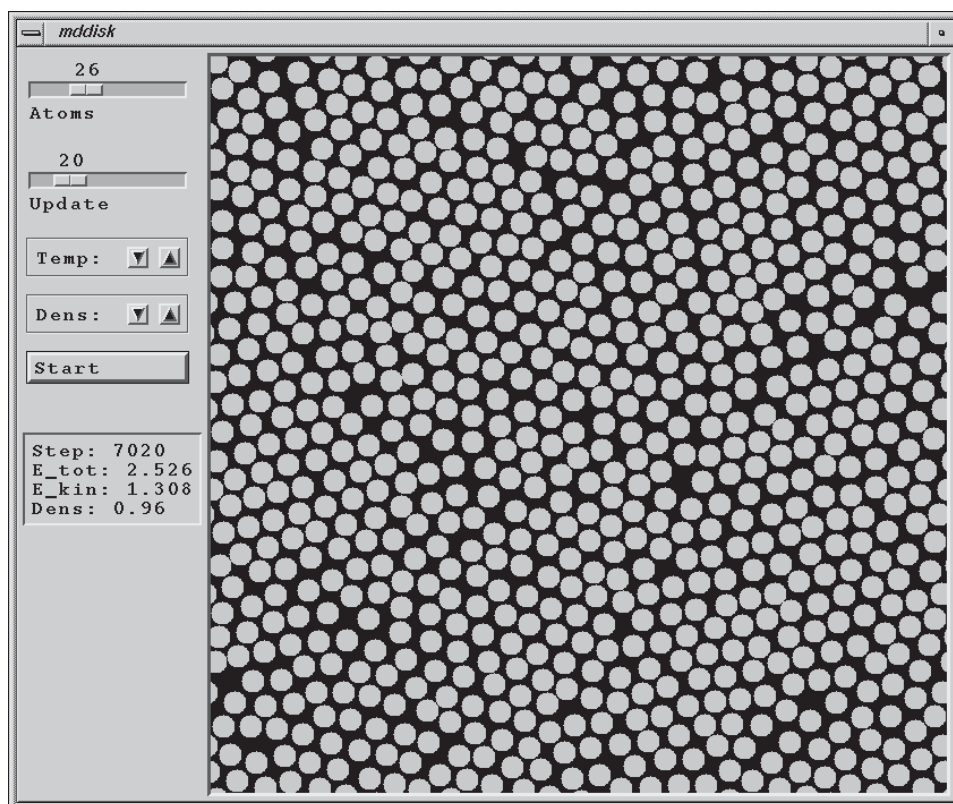 mddisk
26
Atoms
20
Update
Temp:
Dens:
Start
Step: 7020
E_tot: 2.526
E_kin: 1.308
Dens: 0.96